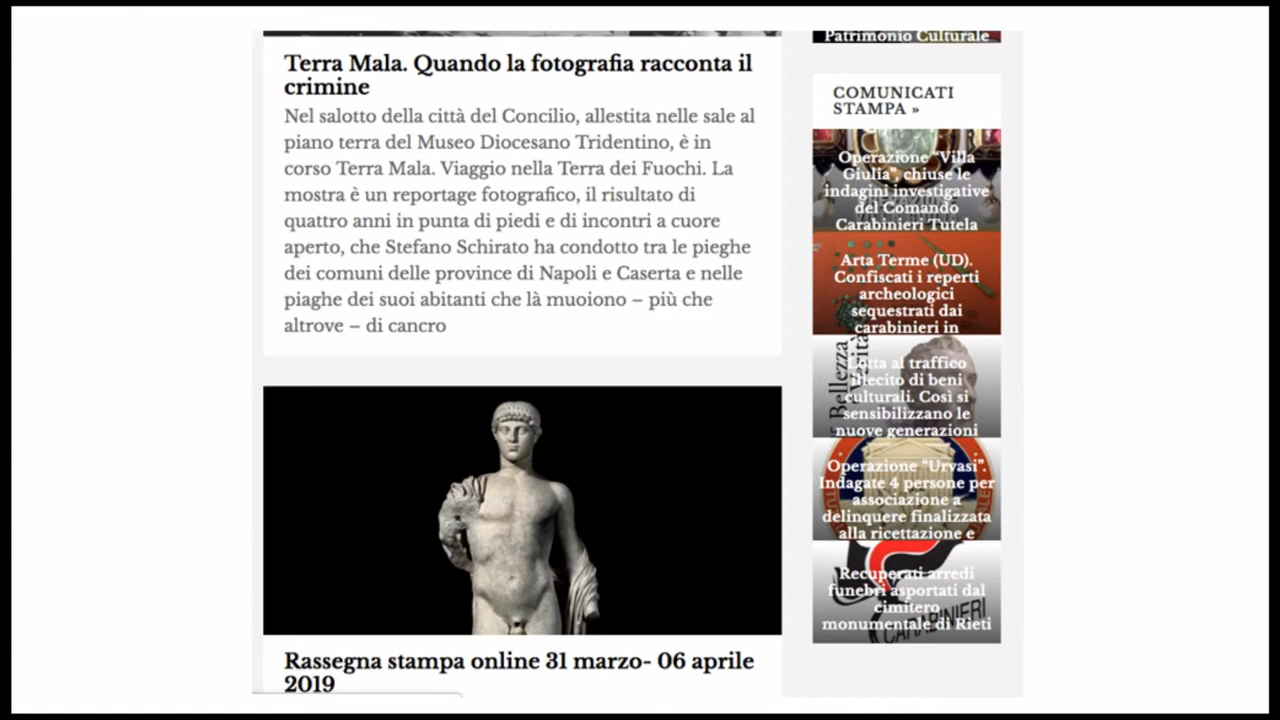 Terra Mala. Quando la fotografia racconta il
crimine
Nel salotto della città del Concilio, allestita nelle sale al
piano terra del Museo Diocesano Tridentino, è in
corso Terra Mala. Viaggio nella Terra dei Fuochi. La
mostra è un reportage fotografico, il risultato di
quattro anni in punta di piedi e di incontri a cuore
aperto, che Stefano Schirato ha condotto tra le pieghe
dei comuni delle province di Napoli e Caserta e nelle
piaghe dei suoi abitanti che là muoiono – più che
altrove – di cancro
Rassegna stampa online 31 marzo- 06 aprile
2019
Patrimonio Culturale
COMUNICATI
STAMPA »
Operazione “Villa
Giulia”, chiuse le
indagini investigative
del Comando
Carabinieri Tutela
Arta Terme (UD).
Confiscati i reperti
archeologici
sequestrati dai
carabinieri in
Lotta al traffico
illecito di beni
culturali. Così si
sensibilizzano le
nuove generazioni
Bellezza
Verità
Operazione “Urvasi”.
Indagate 4 persone per
associazione a
delinquere finalizzata
alla ricettazione e
Recuperati arredi
funebri asportati dal
cimitero
monumentale di Rieti
CARABINIERI